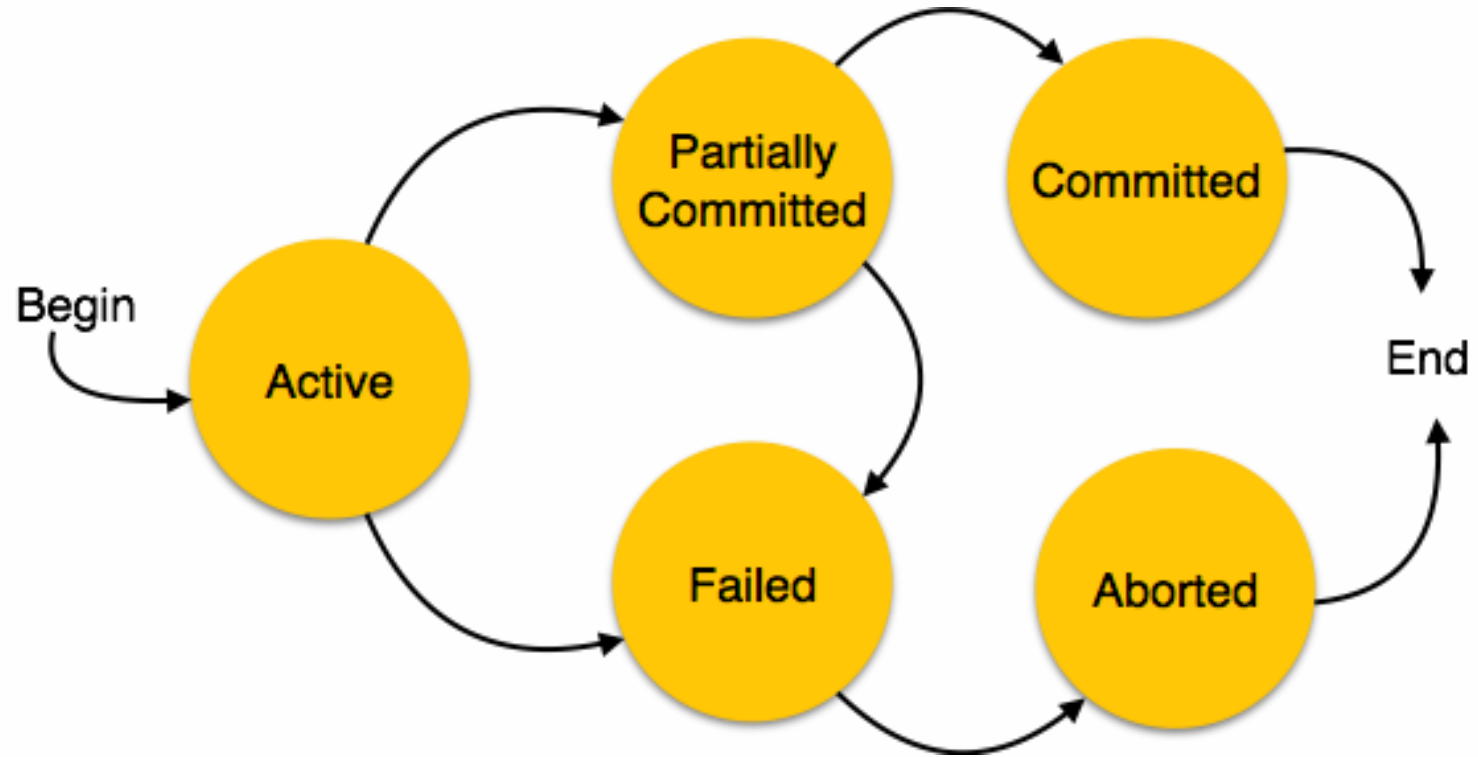 Partially
Committed
Committed
Begin
Active
End
Failed
Aborted